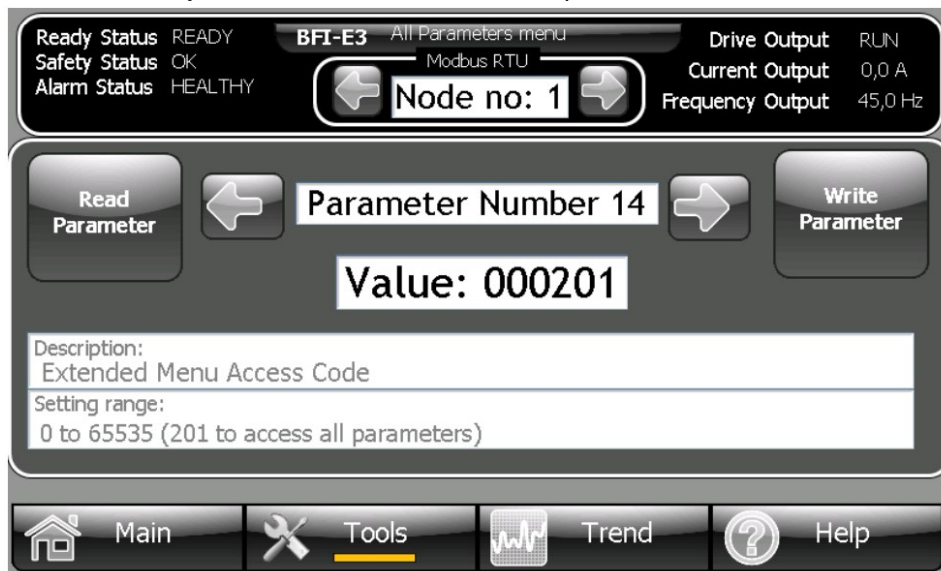 Ready Status READY
Safety Status OK
Alarm Status HEALTHY
BFI-E3 All Parameters menu
Modbus RTU
Node no: 1
Drive Output RUN
Current Output 0,0 A
Frequency Output 45,0 Hz
Read
Parameter
Parameter Number 14
Write
Parameter
Value: 000201
Description:
Extended Menu Access Code
Setting range:
0 to 65535 (201 to access all parameters)
Main
Tools
Trend
? Help